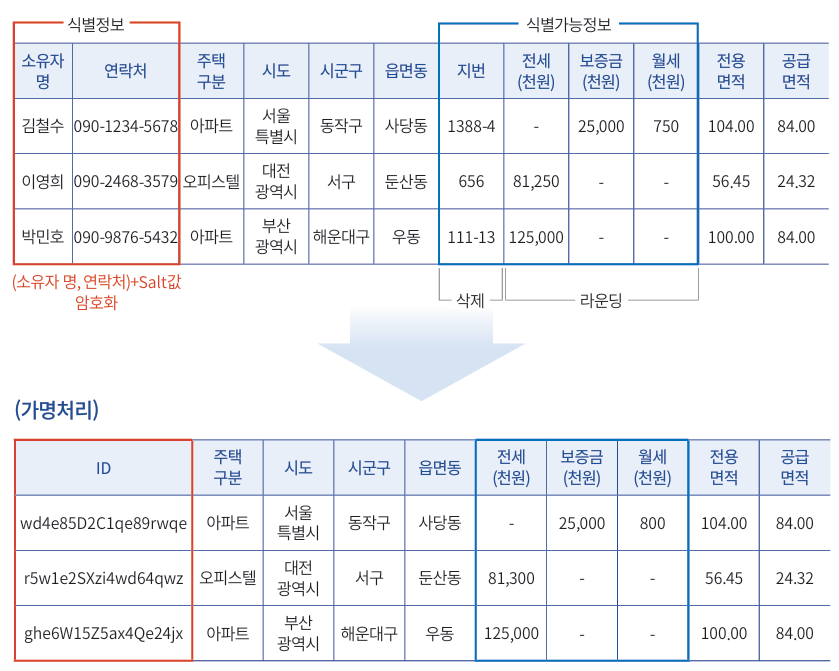 식별정보 식별가능정보
소유자명 연락처 주택구분 시도 시군구 읍면동 지번 전세(천원) 보증금(천원) 월세(천원) 전용면적 공급면적
김철수 090-1234-5678 아파트 서울특별시 동작구 사당동 1388-4 - 25,000 750 104.00 84.00
이영희 090-2468-3579 오피스텔 대전광역시 서구 둔산동 656 81,250 - - 56.45 24.32
박민호 090-9876-5432 아파트 부산광역시 해운대구 우동 111-13 125,000 - - 100.00 84.00
(소유자 명, 연락처)+Salt값
암호화
삭제 라운딩
(가명처리)
ID 주택구분 시도 시군구 읍면동 전세(천원) 보증금(천원) 월세(천원) 전용면적 공급면적
wd4e85D2C1qe89rwqe 아파트 서울특별시 동작구 사당동 - 25,000 800 104.00 84.00
r5w1e2SXzi4wd64qwz 오피스텔 대전광역시 서구 둔산동 81,300 - - 56.45 24.32
ghe6W15Z5ax4Qe24jx 아파트 부산광역시 해운대구 우동 125,000 - - 100.00 84.00